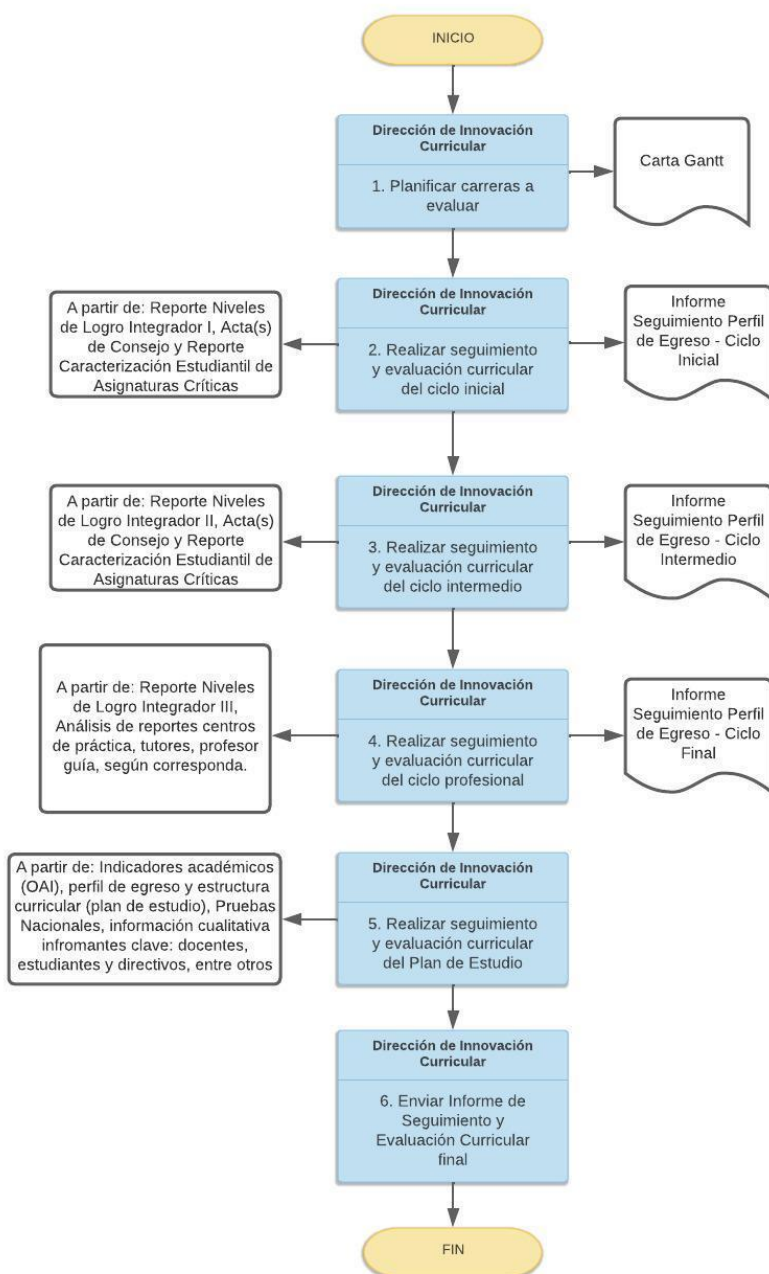 INICIO
Dirección de Innovación
Curricular
1. Planificar carreras a
evaluar
Carta Gantt
A partir de: Reporte Niveles
de Logro Integrador I, Acta(s)
de Consejo y Reporte
Caracterización Estudiantil de
Asignaturas Críticas
Dirección de Innovación
Curricular
2. Realizar seguimiento
y evaluación curricular
del ciclo inicial
Informe
Seguimiento Perfil
de Egreso - Ciclo
Inicial
A partir de: Reporte Niveles
de Logro Integrador II, Acta(s)
de Consejo y Reporte
Caracterización Estudiantil de
Asignaturas Críticas
Dirección de Innovación
Curricular
3. Realizar seguimiento
y evaluación curricular
del ciclo intermedio
Informe
Seguimiento Perfil
de Egreso - Ciclo
Intermedio
A partir de: Reporte Niveles
de Logro Integrador III,
Análisis de reportes centros
de práctica, tutores, profesor
guía, según corresponda.
Dirección de Innovación
Curricular
4. Realizar seguimiento
y evaluación curricular
del ciclo profesional
Informe
Seguimiento Perfil
de Egreso - Ciclo
Final
A partir de: Indicadores académicos
(OAI), perfil de egreso y estructura
curricular (plan de estudio), Pruebas
Nacionales, información cualitativa
infromantes clave: docentes,
estudiantes y directivos, entre otros
Dirección de Innovación
Curricular
5. Realizar seguimiento
y evaluación curricular
del Plan de Estudio
Dirección de Innovación
Curricular
6. Enviar Informe de
Seguimiento y
Evaluación Curricular
final
FIN